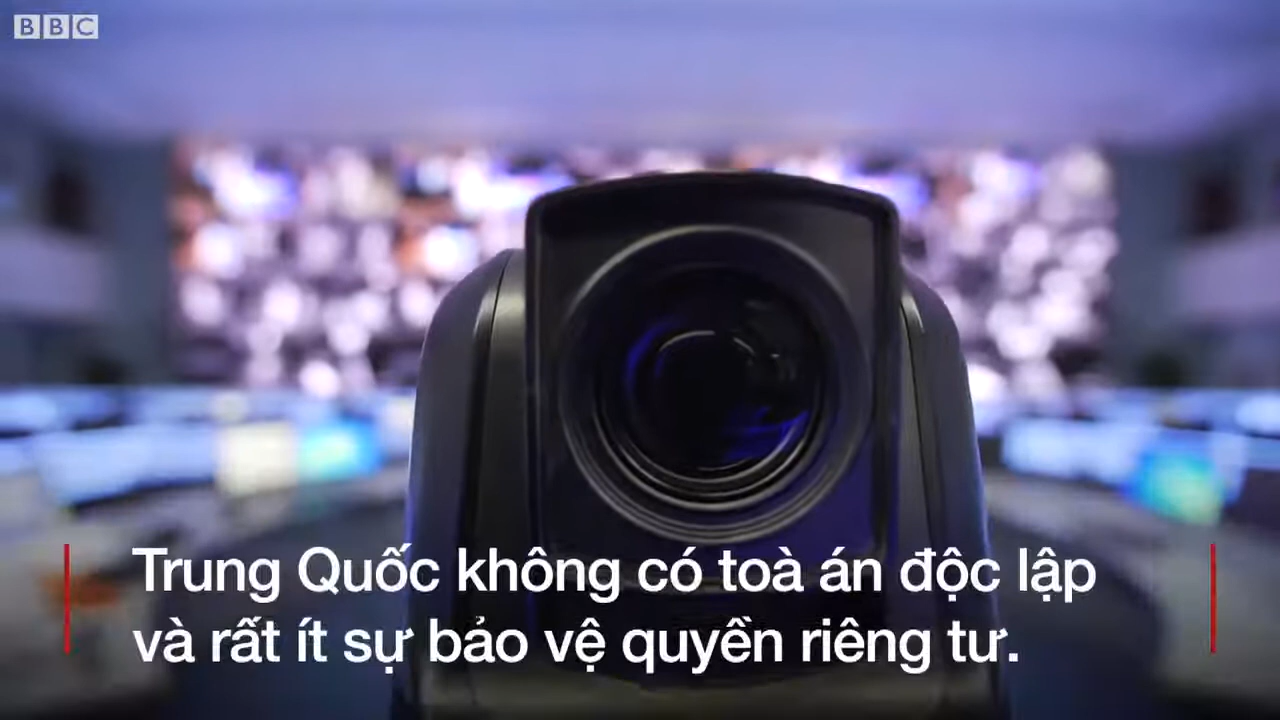 BBC
Trung Quốc không có toà án độc lập
và rất ít sự bảo vệ quyền riêng tư.